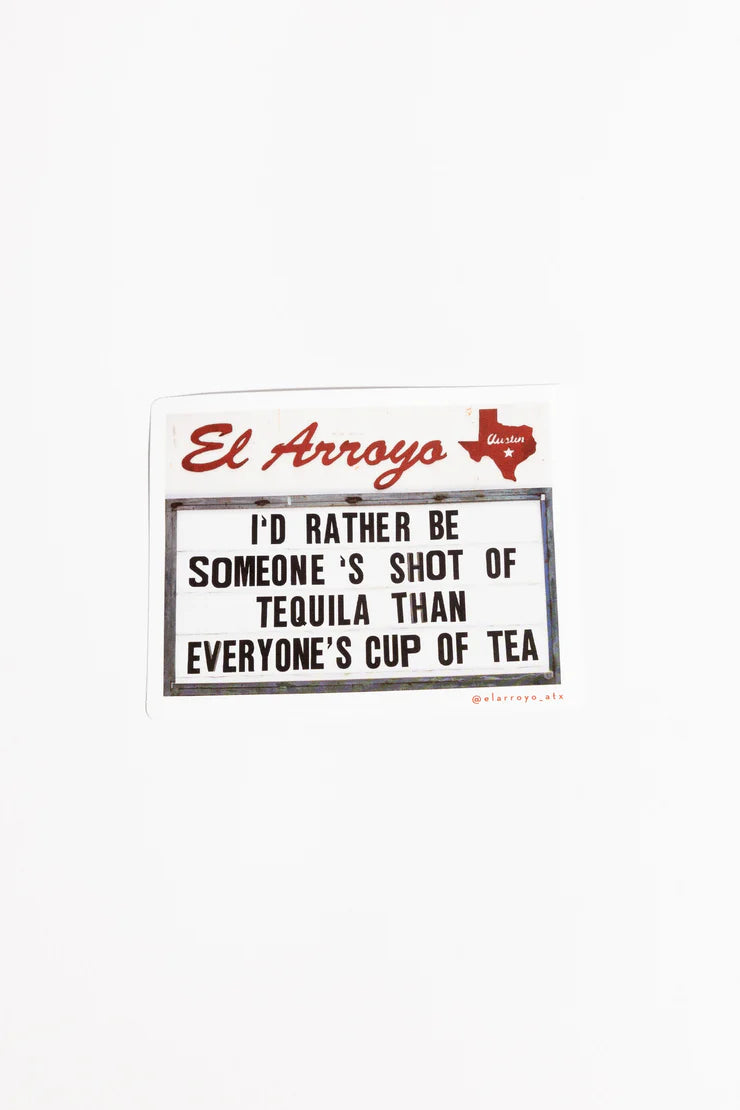 El Arroyo
Austin
I'D RATHER BE
SOMEONE 'S SHOT OF
TEQUILA THAN
EVERYONE'S CUP OF TEA
@elarroyo_atx